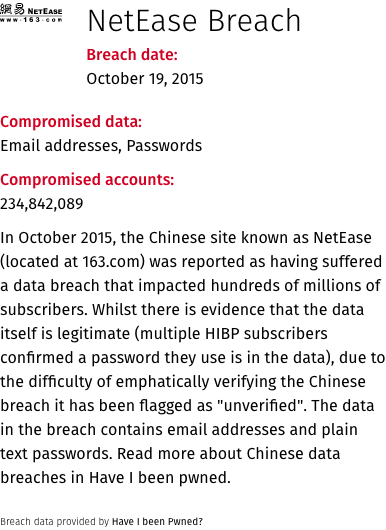 網易 NETEASE
www.163.com
NetEase Breach
Breach date:
October 19, 2015
Compromised data:
Email addresses, Passwords
Compromised accounts:
234,842,089
In October 2015, the Chinese site known as NetEase
(located at 163.com) was reported as having suffered
a data breach that impacted hundreds of millions of
subscribers. Whilst there is evidence that the data
itself is legitimate (multiple HIBP subscribers
confirmed a password they use is in the data), due to
the difficulty of emphatically verifying the Chinese
breach it has been flagged as "unverified". The data
in the breach contains email addresses and plain
text passwords. Read more about Chinese data
breaches in Have I been pwned.
Breach data provided by Have I been Pwned?